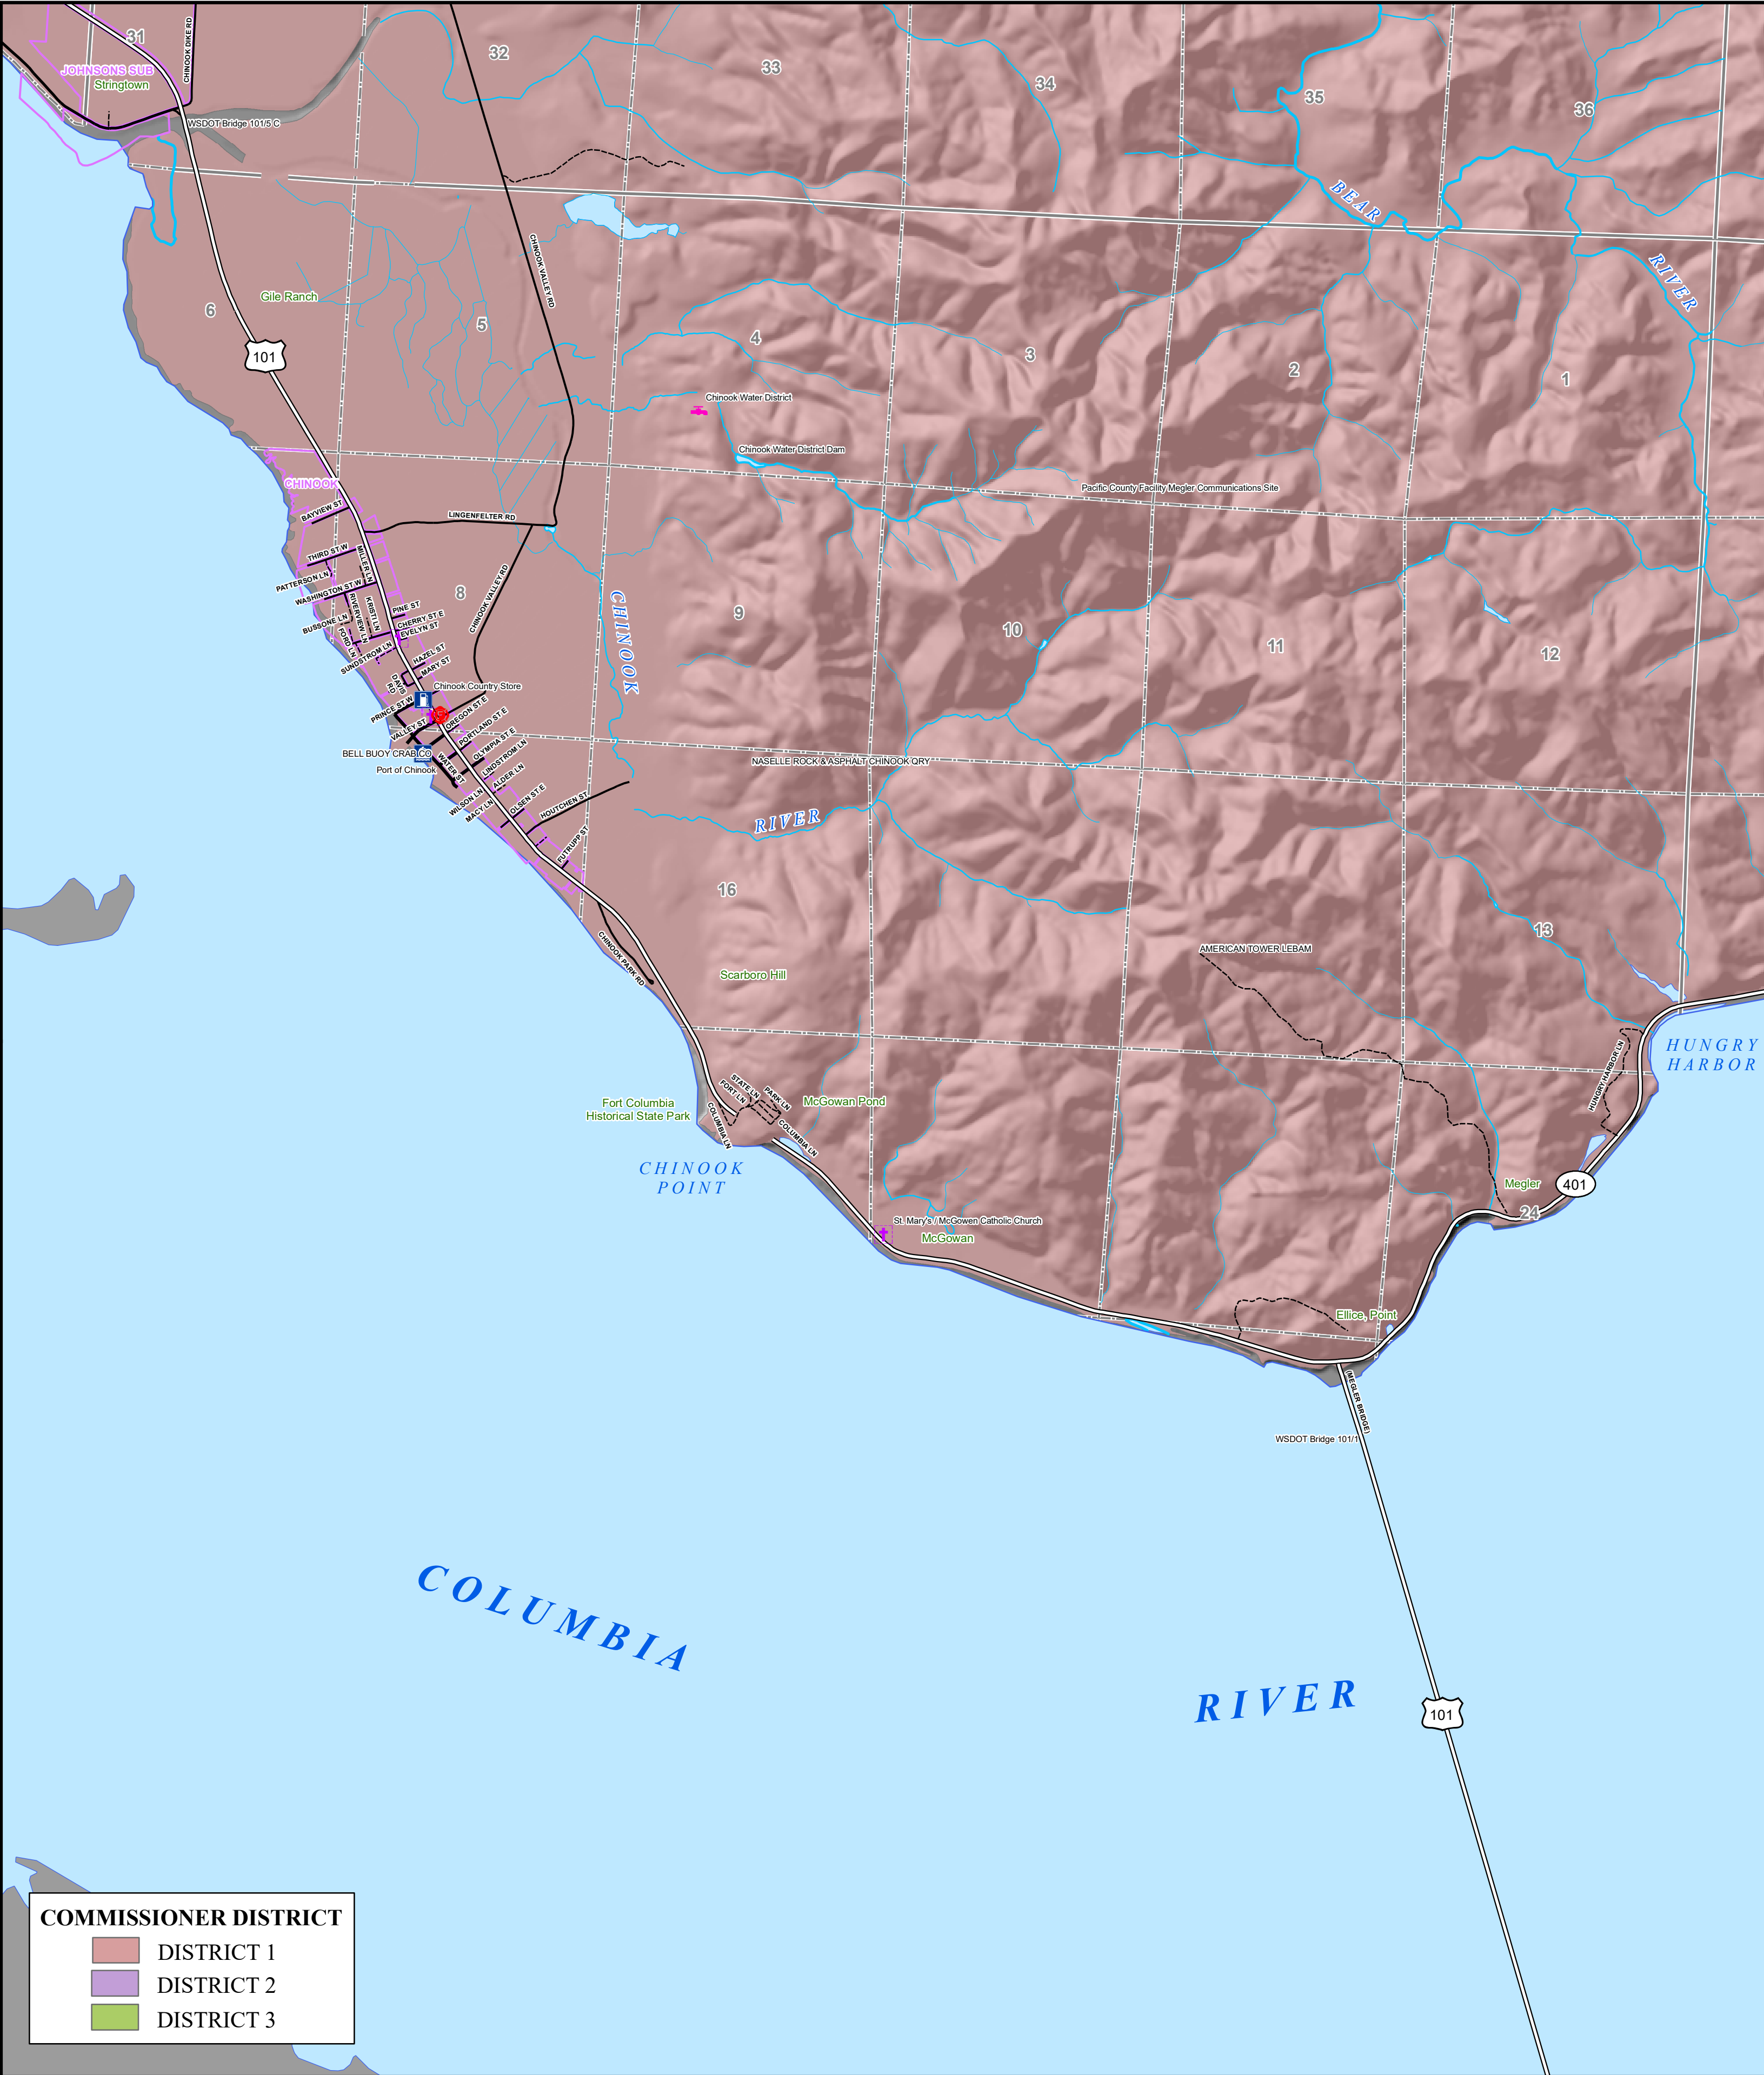 31
32
33
34
35
36
JOHNSONS SUB
Stringtown
CHINOOK DIKE RD
WSDOT Bridge 101/5 C
BEAR
RIVER
CHINOOK VALLEY RD
Gile Ranch
6
5
4
3
2
1
101
Chinook Water District
Chinook Water District Dam
Pacific County Facility Megler Communications Site
CHINOOK
BAYVIEW ST
LINGENFELTER RD
THIRD ST W
MILLER LN
PATTERSON LN
WASHINGTON ST W
RIVERVIEW LN
KRISTI LN
PINE ST
CHERRY ST E
EVELYN ST
BUSSONE LN
FORD LN
SUNDSTROM LN
HAZEL ST
MARY ST
DAVIS RD
8
CHINOOK VALLEY RD
CHINOOK
9
10
11
12
Chinook Country Store
PRINCE ST W
OREGON ST E
VALLEY ST
PORTLAND ST E
BELL BUOY CRAB CO
OLYMPIA ST E
Port of Chinook
WATER ST
LINDSTROM LN
ALDER LN
WILSON LN
MACY LN
OLSEN ST E
HOUTCHEN ST
PUTRUPP ST
NASELLE ROCK & ASPHALT CHINOOK QRY
RIVER
16
13
CHINOOK PARK RD
Scarboro Hill
AMERICAN TOWER LEBAM
HUNGRY
HARBOR
HUNGRY HARBOR LN
STATE LN
FORT LN
PARK LN
Fort Columbia
Historical State Park
McGowan Pond
COLUMBIA LN
COLUMBIA LN
CHINOOK
POINT
Megler
401
24
St. Mary's / McGowen Catholic Church
McGowan
Ellice, Point
(MEGLER BRIDGE)
WSDOT Bridge 101/1
COLUMBIA
RIVER
101
COMMISSIONER DISTRICT
DISTRICT 1
DISTRICT 2
DISTRICT 3